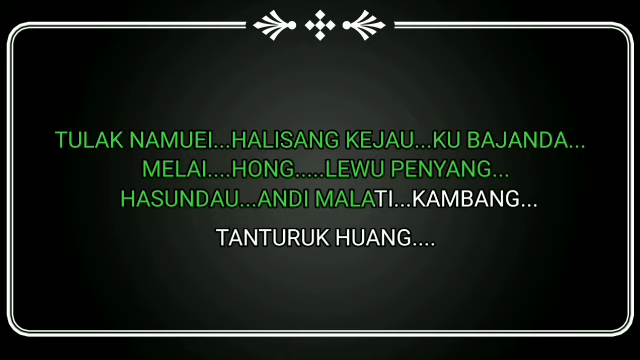 TULAK NAMUEI...HALISANG KEJAU...KU BAJANDA...
MELAI....HONG.....LEWU PENYANG...
HASUNDAU...ANDI MALATI...KAMBANG...
TANTURUK HUANG....